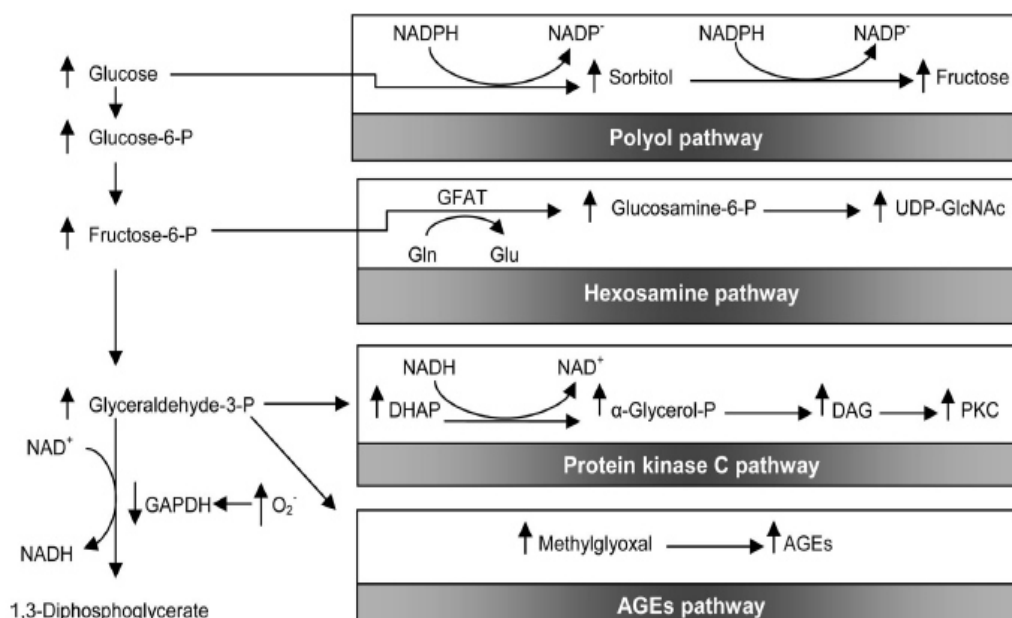 NADPH NADP⁻ NADPH NADP⁻
Glucose Sorbitol Fructose
Polyol pathway
Glucose-6-P
GFAT
Glucosamine-6-P UDP-GlcNAc
Fructose-6-P
Gln Glu
Hexosamine pathway
NADH NAD⁺
Glyceraldehyde-3-P DHAP α-Glycerol-P DAG PKC
NAD⁺
Protein kinase C pathway
GAPDH O₂⁻
Methylglyoxal AGEs
NADH
1,3-Diphosphoglycerate
AGEs pathway